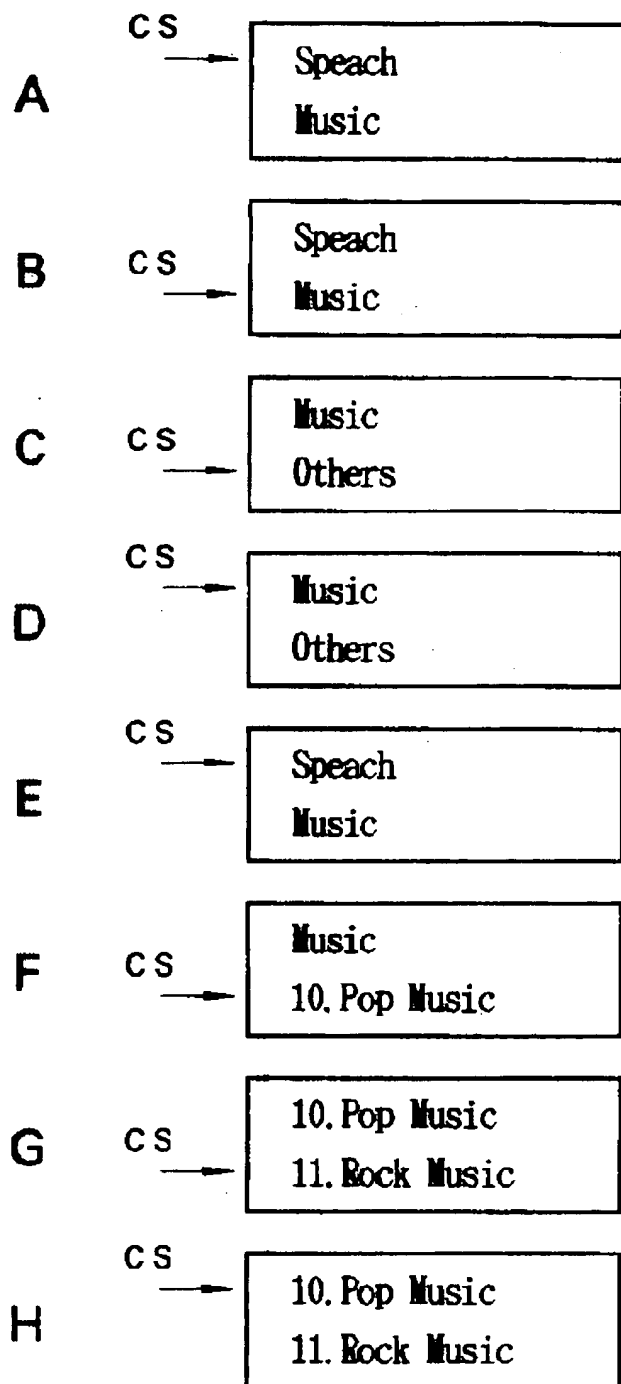 CS
A
Speach
Music
B
CS
Speach
Music
C
CS
Music
Others
CS
D
Music
Others
CS
E
Speach
Music
F
CS
Music
10.Pop Music
G
CS
10.Pop Music
11.Rock Music
CS
H
10.Pop Music
11.Rock Music